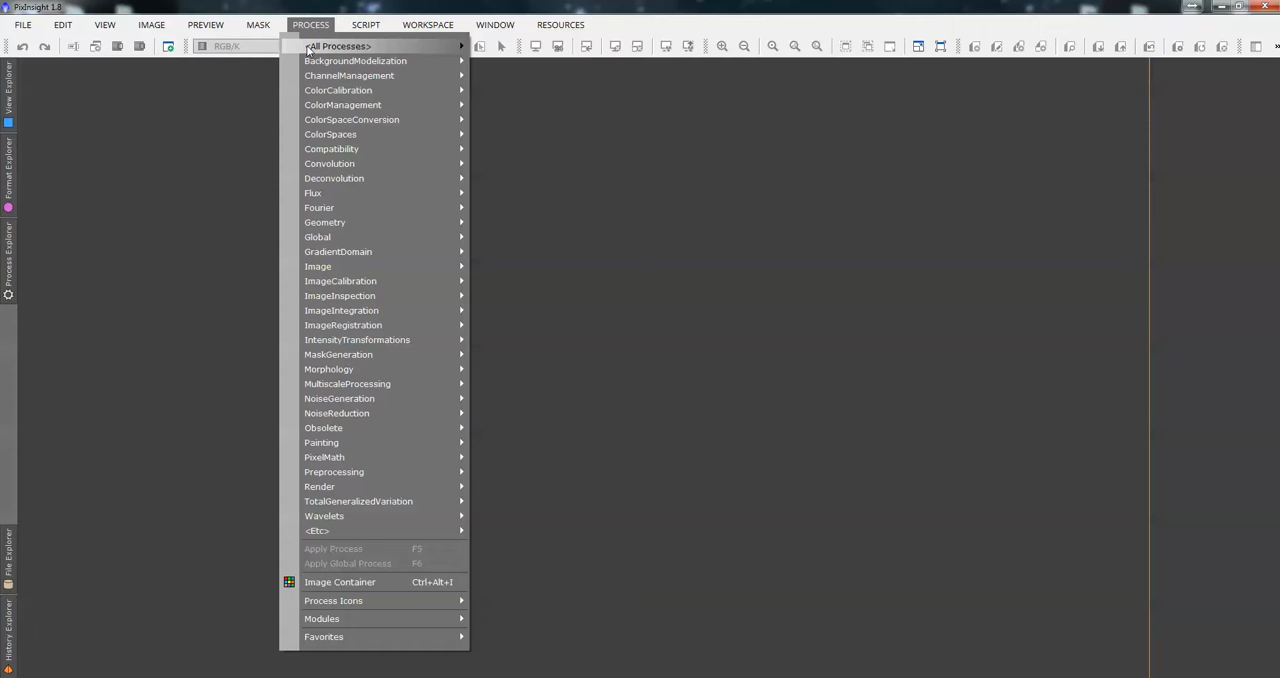 PixInsight 1.8
FILE EDIT VIEW IMAGE PREVIEW MASK PROCESS SCRIPT WORKSPACE WINDOW RESOURCES
RGB/K
<All Processes>
BackgroundModelization
ChannelManagement
ColorCalibration
ColorManagement
ColorSpaceConversion
ColorSpaces
Compatibility
Convolution
Deconvolution
Flux
Fourier
Geometry
Global
GradientDomain
Image
ImageCalibration
ImageInspection
ImageIntegration
ImageRegistration
IntensityTransformations
MaskGeneration
Morphology
MultiscaleProcessing
NoiseGeneration
NoiseReduction
Obsolete
Painting
PixelMath
Preprocessing
Render
TotalGeneralizedVariation
Wavelets
<Etc>
Apply Process F5
Apply Global Process F6
Image Container Ctrl+Alt+I
Process Icons
Modules
Favorites
View Explorer
Format Explorer
Process Explorer
File Explorer
History Explorer